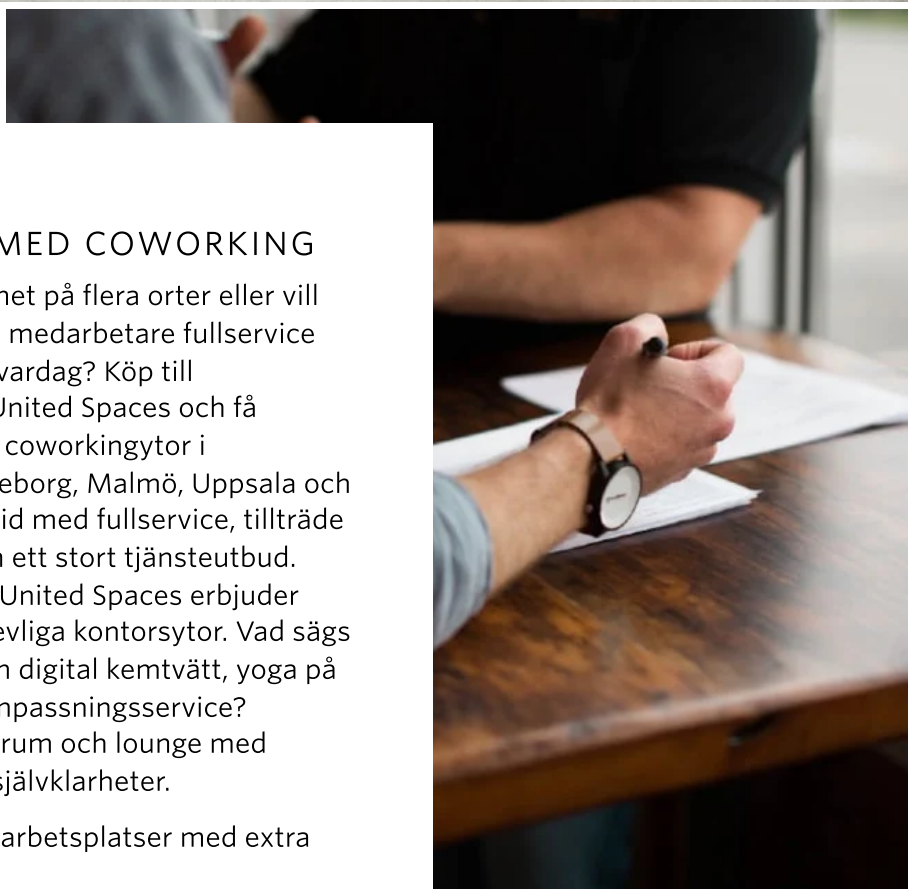 MED COWORKING
het på flera orter eller vill
medarbetare fullservice
vardag? Köp till
United Spaces och få
coworkingytor i
eborg, Malmö, Uppsala och
id med fullservice, tillträde
ett stort tjänsteutbud.
United Spaces erbjuder
evliga kontorsytor. Vad sägs
digital kemtvätt, yoga på
npassningsservice?
rum och lounge med
självklarheter.
arbetsplatser med extra